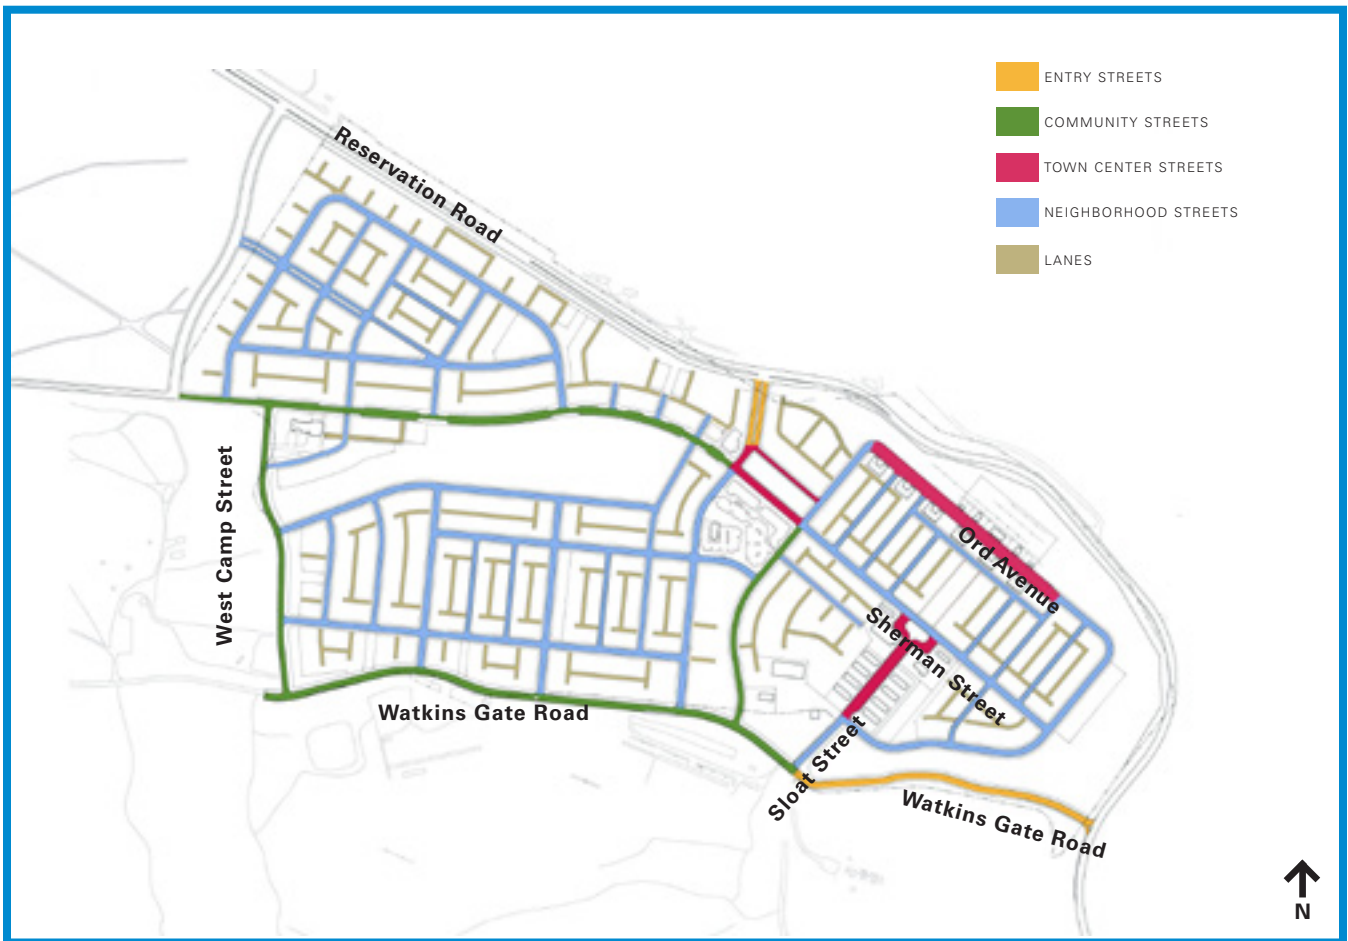 ENTRY STREETS
COMMUNITY STREETS
TOWN CENTER STREETS
NEIGHBORHOOD STREETS
LANES
Reservation Road
West Camp Street
Ord Avenue
Sherman Street
Watkins Gate Road
Sloat Street
Watkins Gate Road
N